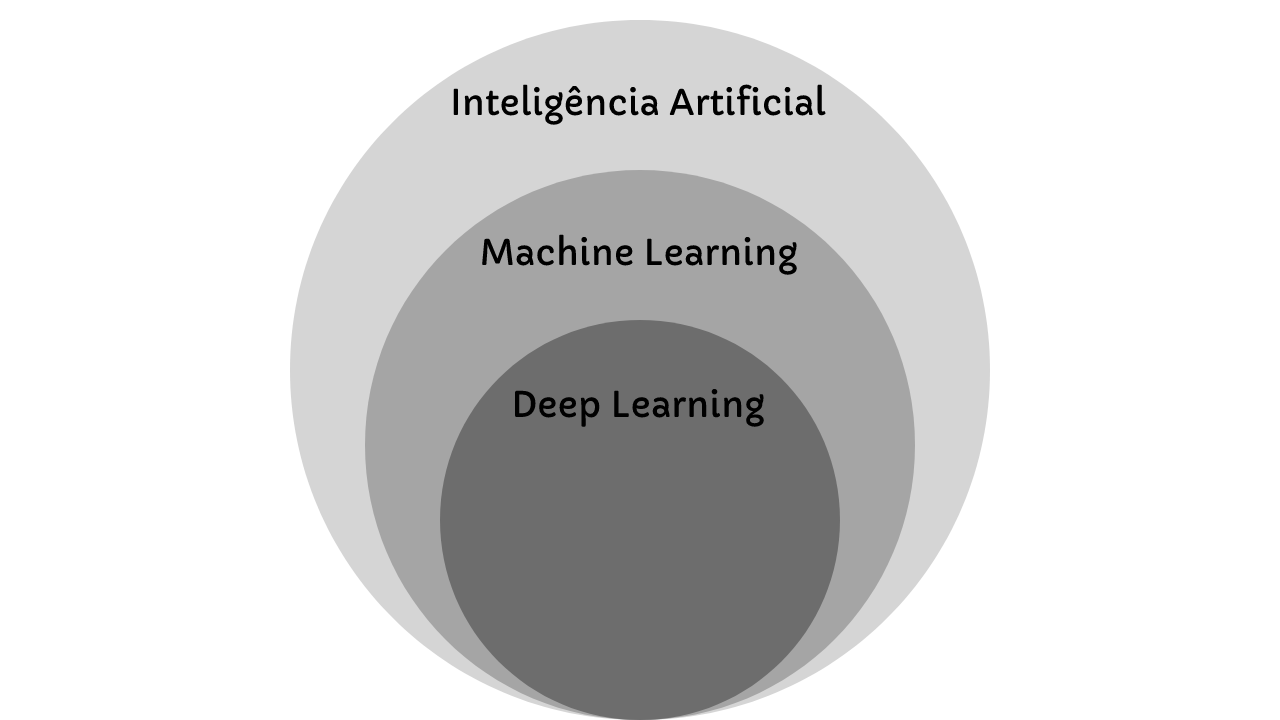 Inteligência Artificial
Machine Learning
Deep Learning